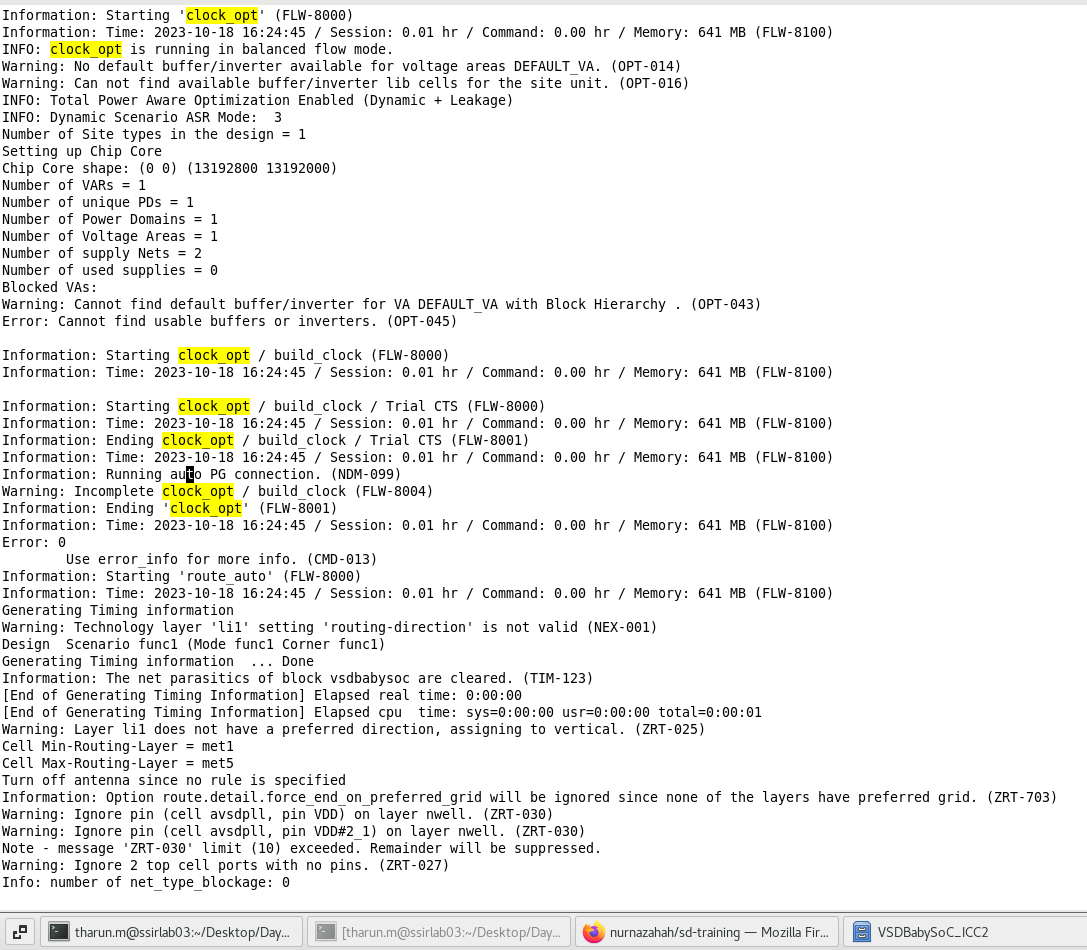 Information: Starting 'clock_opt' (FLW-8000)
Information: Time: 2023-10-18 16:24:45 / Session: 0.01 hr / Command: 0.00 hr / Memory: 641 MB (FLW-8100)
INFO: clock_opt is running in balanced flow mode.
Warning: No default buffer/inverter available for voltage areas DEFAULT_VA. (OPT-014)
Warning: Can not find available buffer/inverter lib cells for the site unit. (OPT-016)
INFO: Total Power Aware Optimization Enabled (Dynamic + Leakage)
INFO: Dynamic Scenario ASR Mode:  3
Number of Site types in the design = 1
Setting up Chip Core
Chip Core shape: (0 0) (13192800 13192000)
Number of VARs = 1
Number of unique PDs = 1
Number of Power Domains = 1
Number of Voltage Areas = 1
Number of supply Nets = 2
Number of used supplies = 0
Blocked VAs:
Warning: Cannot find default buffer/inverter for VA DEFAULT_VA with Block Hierarchy . (OPT-043)
Error: Cannot find usable buffers or inverters. (OPT-045)
Information: Starting clock_opt / build_clock (FLW-8000)
Information: Time: 2023-10-18 16:24:45 / Session: 0.01 hr / Command: 0.00 hr / Memory: 641 MB (FLW-8100)
Information: Starting clock_opt / build_clock / Trial CTS (FLW-8000)
Information: Time: 2023-10-18 16:24:45 / Session: 0.01 hr / Command: 0.00 hr / Memory: 641 MB (FLW-8100)
Information: Ending clock_opt / build_clock / Trial CTS (FLW-8001)
Information: Time: 2023-10-18 16:24:45 / Session: 0.01 hr / Command: 0.00 hr / Memory: 641 MB (FLW-8100)
Information: Running auto PG connection. (NDM-099)
Warning: Incomplete clock_opt / build_clock (FLW-8004)
Information: Ending 'clock_opt' (FLW-8001)
Information: Time: 2023-10-18 16:24:45 / Session: 0.01 hr / Command: 0.00 hr / Memory: 641 MB (FLW-8100)
Error: 0
        Use error_info for more info. (CMD-013)
Information: Starting 'route_auto' (FLW-8000)
Information: Time: 2023-10-18 16:24:45 / Session: 0.01 hr / Command: 0.00 hr / Memory: 641 MB (FLW-8100)
Generating Timing information
Warning: Technology layer 'li1' setting 'routing-direction' is not valid (NEX-001)
Design  Scenario func1 (Mode func1 Corner func1)
Generating Timing information  ... Done
Information: The net parasitics of block vsdbabysoc are cleared. (TIM-123)
[End of Generating Timing Information] Elapsed real time: 0:00:00
[End of Generating Timing Information] Elapsed cpu  time: sys=0:00:00 usr=0:00:00 total=0:00:01
Warning: Layer li1 does not have a preferred direction, assigning to vertical. (ZRT-025)
Cell Min-Routing-Layer = met1
Cell Max-Routing-Layer = met5
Turn off antenna since no rule is specified
Information: Option route.detail.force_end_on_preferred_grid will be ignored since none of the layers have preferred grid. (ZRT-703)
Warning: Ignore pin (cell avsdpll, pin VDD) on layer nwell. (ZRT-030)
Warning: Ignore pin (cell avsdpll, pin VDD#2_1) on layer nwell. (ZRT-030)
Note - message 'ZRT-030' limit (10) exceeded. Remainder will be suppressed.
Warning: Ignore 2 top cell ports with no pins. (ZRT-027)
Info: number of net_type_blockage: 0
tharun.m@ssirlab03:~/Desktop/Day... [tharun.m@ssirlab03:~/Desktop/Day... nurnazahah/sd-training — Mozilla Fir... VSDBabySoC_ICC2